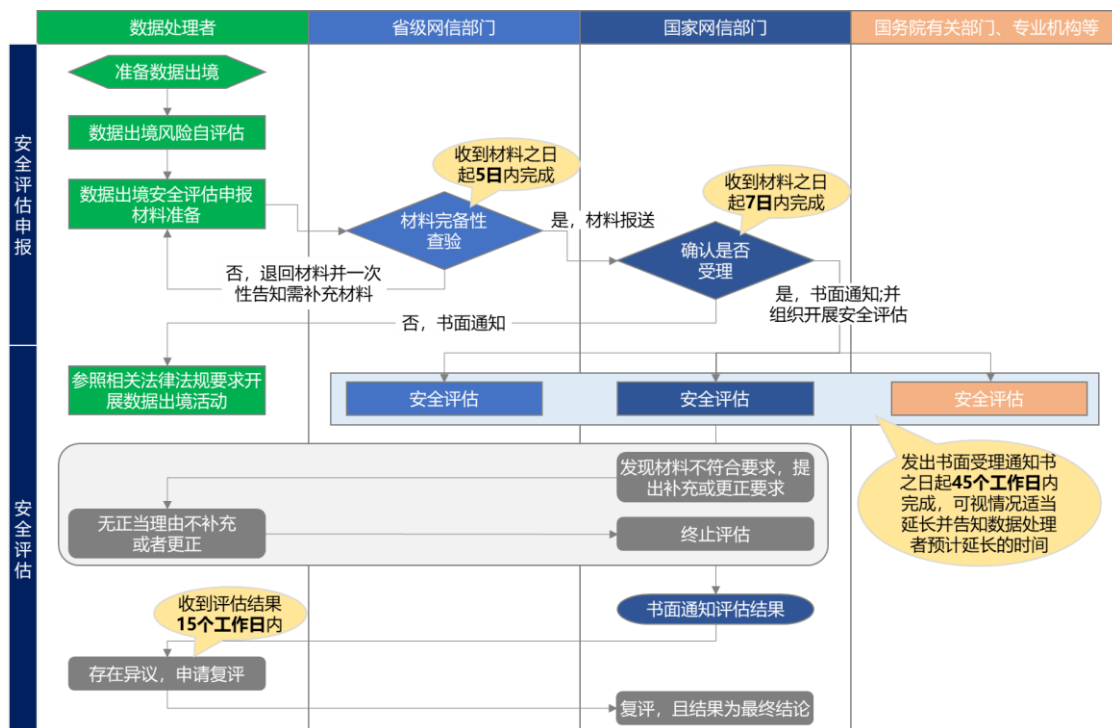 数据处理者
省级网信部门
国家网信部门
国务院有关部门、专业机构等
安全评估申报
准备数据出境
数据出境风险自评估
数据出境安全评估申报
材料准备
收到材料之日
起5日内完成
材料完备性
查验
是，材料报送
收到材料之日
起7日内完成
确认是否
受理
否，退回材料并一次
性告知需补充材料
是，书面通知;并
组织开展安全评估
否，书面通知
安全评估
参照相关法律法规要求开
展数据出境活动
安全评估
安全评估
安全评估
发出书面受理通知书
之日起45个工作日内
完成，可视情况适当
延长并告知数据处理
者预计延长的时间
发现材料不符合要求，提
出补充或更正要求
无正当理由不补充
或者更正
终止评估
书面通知评估结果
收到评估结果
15个工作日内
存在异议，申请复评
复评，且结果为最终结论